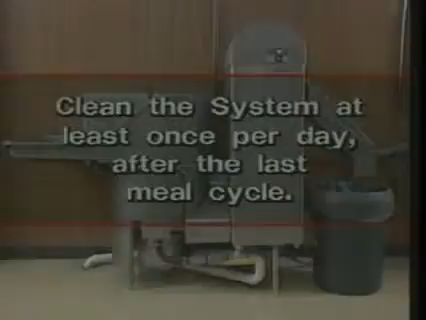 Clean the System at
least once per day,
after the last
meal cycle.